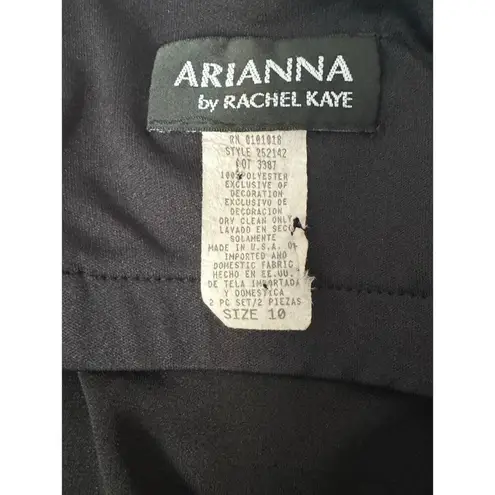 ARIANNA
by RACHEL KAYE
RN 0101018
STYLE 252142
LOT 3387
100% POLYESTER
EXCLUSIVE OF
DECORATION
EXCLUSIVO DE
DECORACION
DRY CLEAN ONLY
LAVADO EN SECO
SOLAMENTE
MADE IN U.S.A. OF
IMPORTED AND
DOMESTIC FABRIC
HECHO EN EE.UU.
DE TELA IMPORTADA
Y DOMESTICA
2 PC SET/2 PIEZAS
SIZE 10